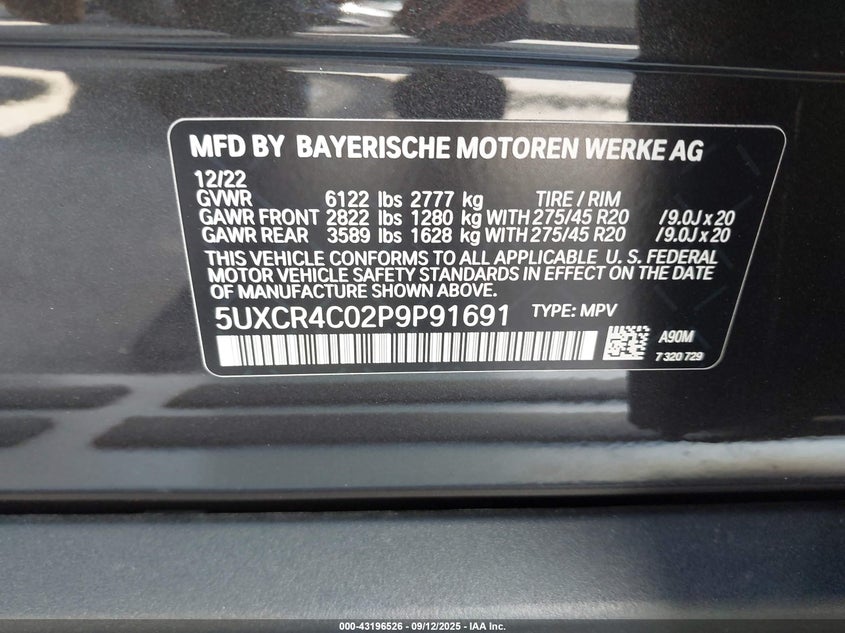 MFD BY BAYERISCHE MOTOREN WERKE AG
12/22
GVWR 6122 lbs 2777 kg TIRE / RIM
GAWR FRONT 2822 lbs 1280 kg WITH 275/45 R20 / 9.0J x 20
GAWR REAR 3589 lbs 1628 kg WITH 275/45 R20 / 9.0J x 20
THIS VEHICLE CONFORMS TO ALL APPLICABLE U. S. FEDERAL
MOTOR VEHICLE SAFETY STANDARDS IN EFFECT ON THE DATE
OF MANUFACTURE SHOWN ABOVE.
5UXCR4C02P9P91691 TYPE: MPV
A90M
7 320 729
000-43196526 - 09/12/2025 - IAA Inc.